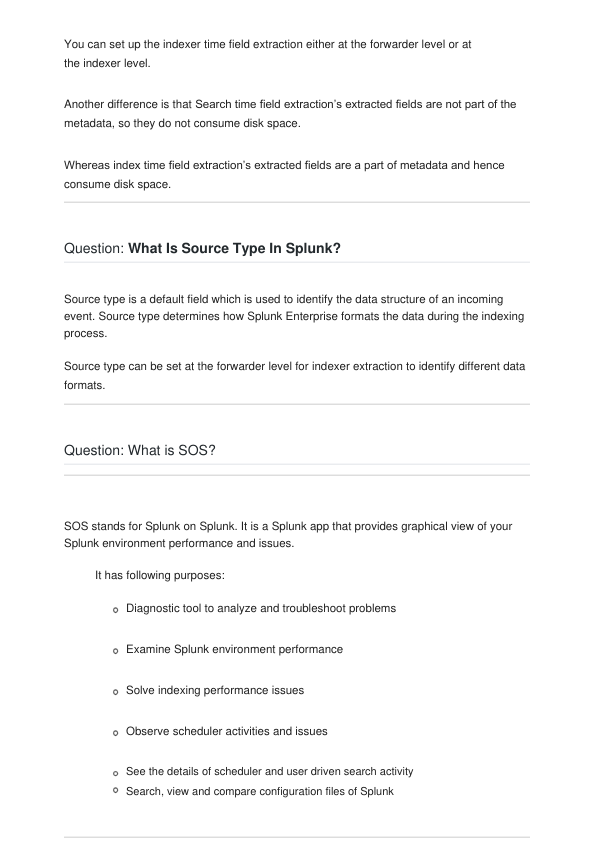 You can set up the indexer time field extraction either at the forwarder level or at
the indexer level.
Another difference is that Search time field extraction's extracted fields are not part of the
metadata, so they do not consume disk space.
Whereas index time field extraction's extracted fields are a part of metadata and hence
consume disk space.
Question: What Is Source Type In Splunk?
Source type is a default field which is used to identify the data structure of an incoming
event. Source type determines how Splunk Enterprise formats the data during the indexing
process.
Source type can be set at the forwarder level for indexer extraction to identify different data
formats.
Question: What is SOS?
SOS stands for Splunk on Splunk. It is a Splunk app that provides graphical view of your
Splunk environment performance and issues.
It has following purposes:
o Diagnostic tool to analyze and troubleshoot problems
o Examine Splunk environment performance
o Solve indexing performance issues
o Observe scheduler activities and issues
o See the details of scheduler and user driven search activity
o Search, view and compare configuration files of Splunk